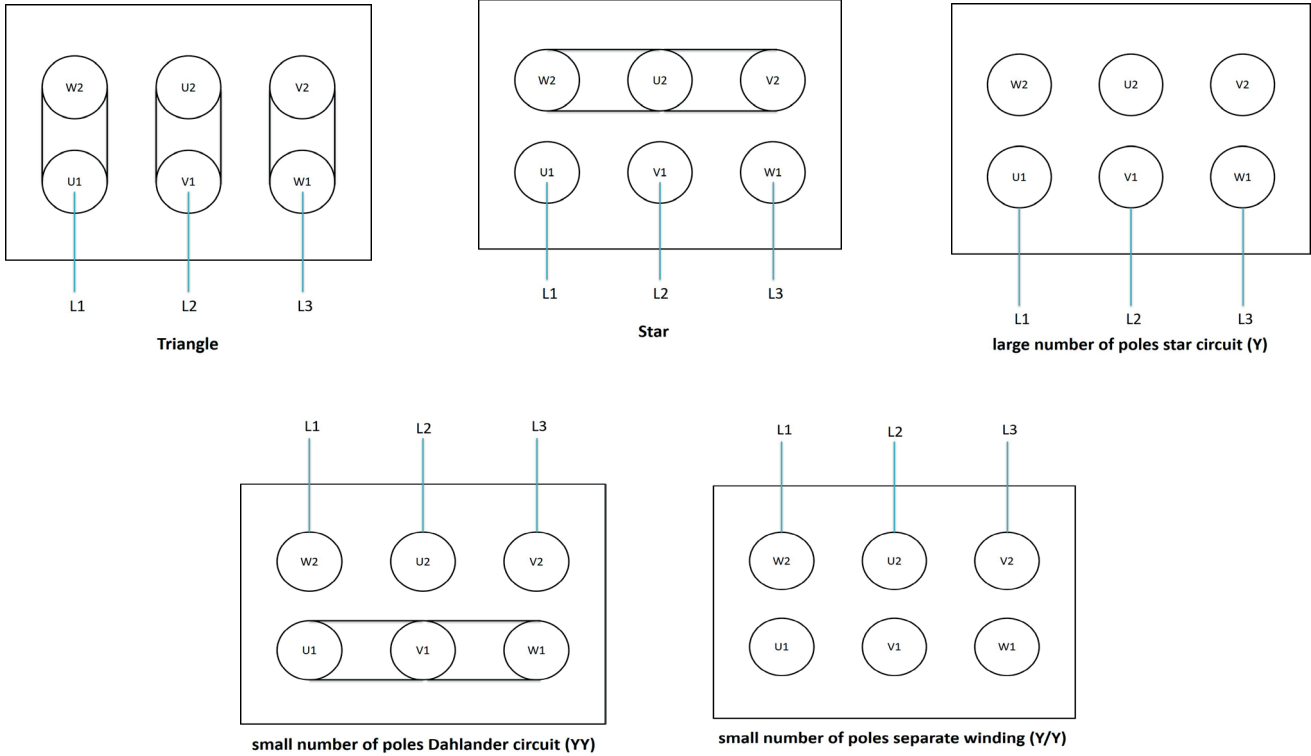 W2 U2 V2
U1 V1 W1
L1 L2 L3
Triangle
W2 U2 V2
U1 V1 W1
L1 L2 L3
Star
W2 U2 V2
U1 V1 W1
L1 L2 L3
large number of poles star circuit (Y)
L1 L2 L3
W2 U2 V2
U1 V1 W1
small number of poles Dahlander circuit (YY)
L1 L2 L3
W2 U2 V2
U1 V1 W1
small number of poles separate winding (Y/Y)